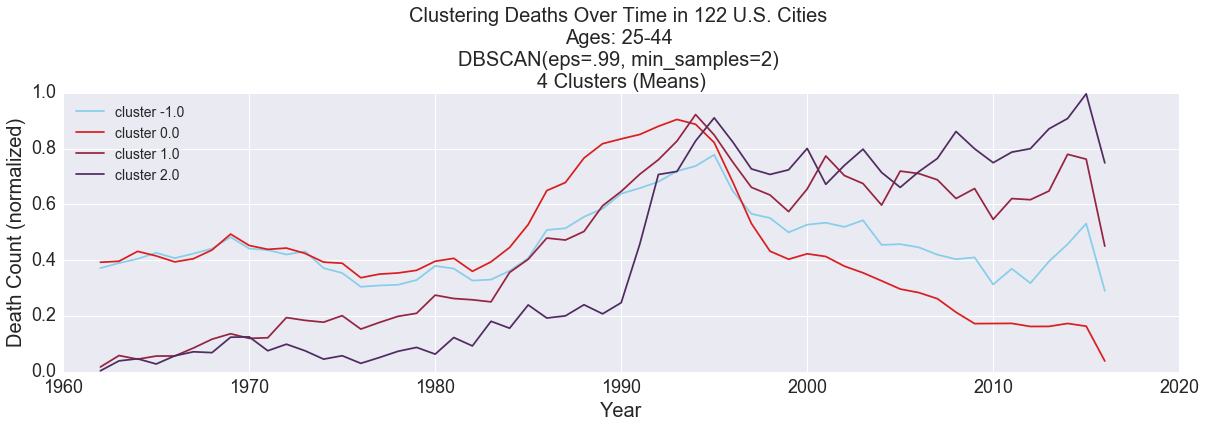 Clustering Deaths Over Time in 122 U.S. Cities
Ages: 25-44
DBSCAN(eps=.99, min_samples=2)
4 Clusters (Means)
Death Count (normalized)
1.0
0.8
0.6
0.4
0.2
0.0
cluster -1.0
cluster 0.0
cluster 1.0
cluster 2.0
1960
1970
1980
1990
2000
2010
2020
Year